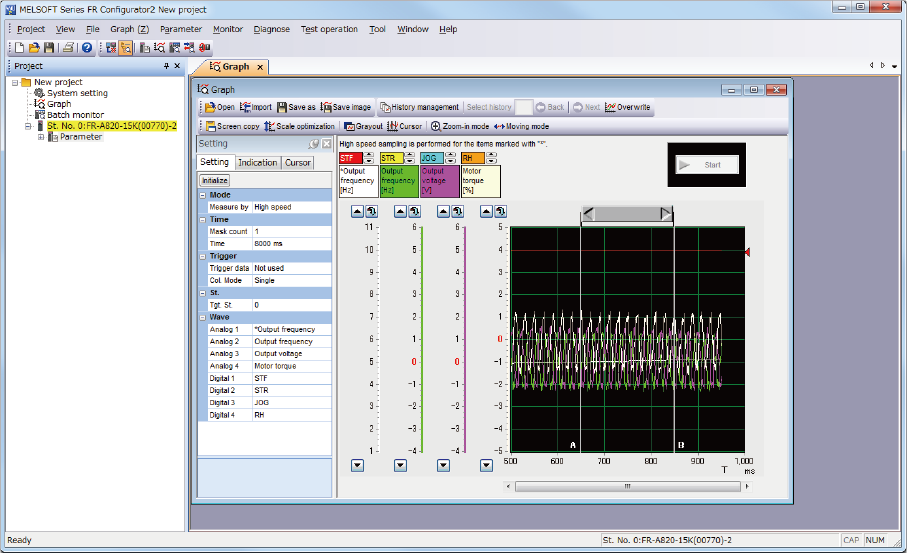 MELSOFT Series FR Configurator2 New project
Project View Graph (Z) Parameter Monitor Diagnose Test operation Tool Window Help
Project
Graph
New project
System setting
Graph
Batch monitor
St. No. 0:FR-A820-15K(00770)-2
Parameter
Graph
Open Import Save as Save image History management Select history Back Next Overwrite
Screen copy Scale optimization Grayout Cursor Zoom-in mode Moving mode
Setting
High speed sampling is performed for the items marked with "*".
Setting Indication Cursor
STF STR JOG RH
Start
*Output frequency [Hz]
Output frequency [Hz]
Output voltage [V]
Motor torque [%]
Initialize
Mode
Measure by High speed
Time
Mask count 1
Time 8000 ms
Trigger
Trigger data Not used
Col. Mode Single
St.
Tgt. St. 0
Wave
Analog 1 *Output frequency
Analog 2 Output frequency
Analog 3 Output voltage
Analog 4 Motor torque
Digital 1 STF
Digital 2 STR
Digital 3 JOG
Digital 4 RH
11 6 6 5
10 5 5 4
9 4 4 3
8 3 3 2
7 2 2 1
6 1 1 0
5 0 0 -1
4 -1 -1 -2
3 -2 -2 -3
2 -3 -3 -4
1 -4 -4 -5
A B
500 600 700 800 900 1,000
T ms
Ready
St. No. 0:FR-A820-15K(00770)-2
CAP NUM